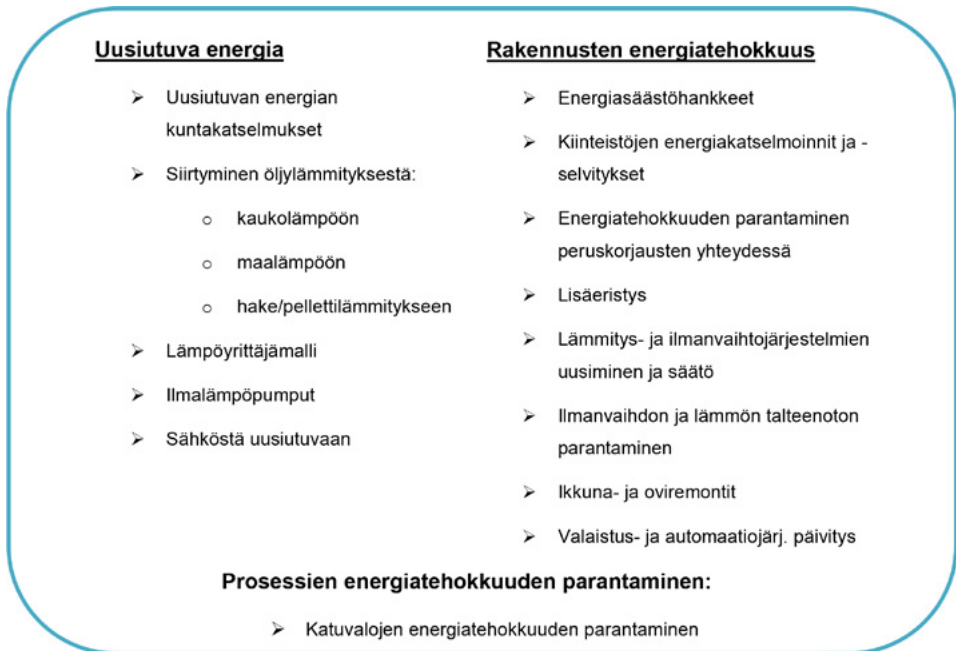 Uusiutuva energia
➢ Uusiutuvan energian
kuntakatselmukset
➢ Siirtyminen öljylämmityksestä:
o kaukolämpöön
o maalämpöön
o hake/pellettilämmitykseen
➢ Lämpöyrittäjämalli
➢ Ilmalämpöpumput
➢ Sähköstä uusiutuvaan
Rakennusten energiatehokkuus
➢ Energiasäästöhankkeet
➢ Kiinteistöjen energiakatselmoinnit ja -
selvitykset
➢ Energiatehokkuuden parantaminen
peruskorjausten yhteydessä
➢ Lisäeristys
➢ Lämmitys- ja ilmanvaihtojärjestelmien
uusiminen ja säätö
➢ Ilmanvaihdon ja lämmön talteenoton
parantaminen
➢ Ikkuna- ja oviremontit
➢ Valaistus- ja automaatiojärj. päivitys
Prosessien energiatehokkuuden parantaminen:
➢ Katuvalojen energiatehokkuuden parantaminen